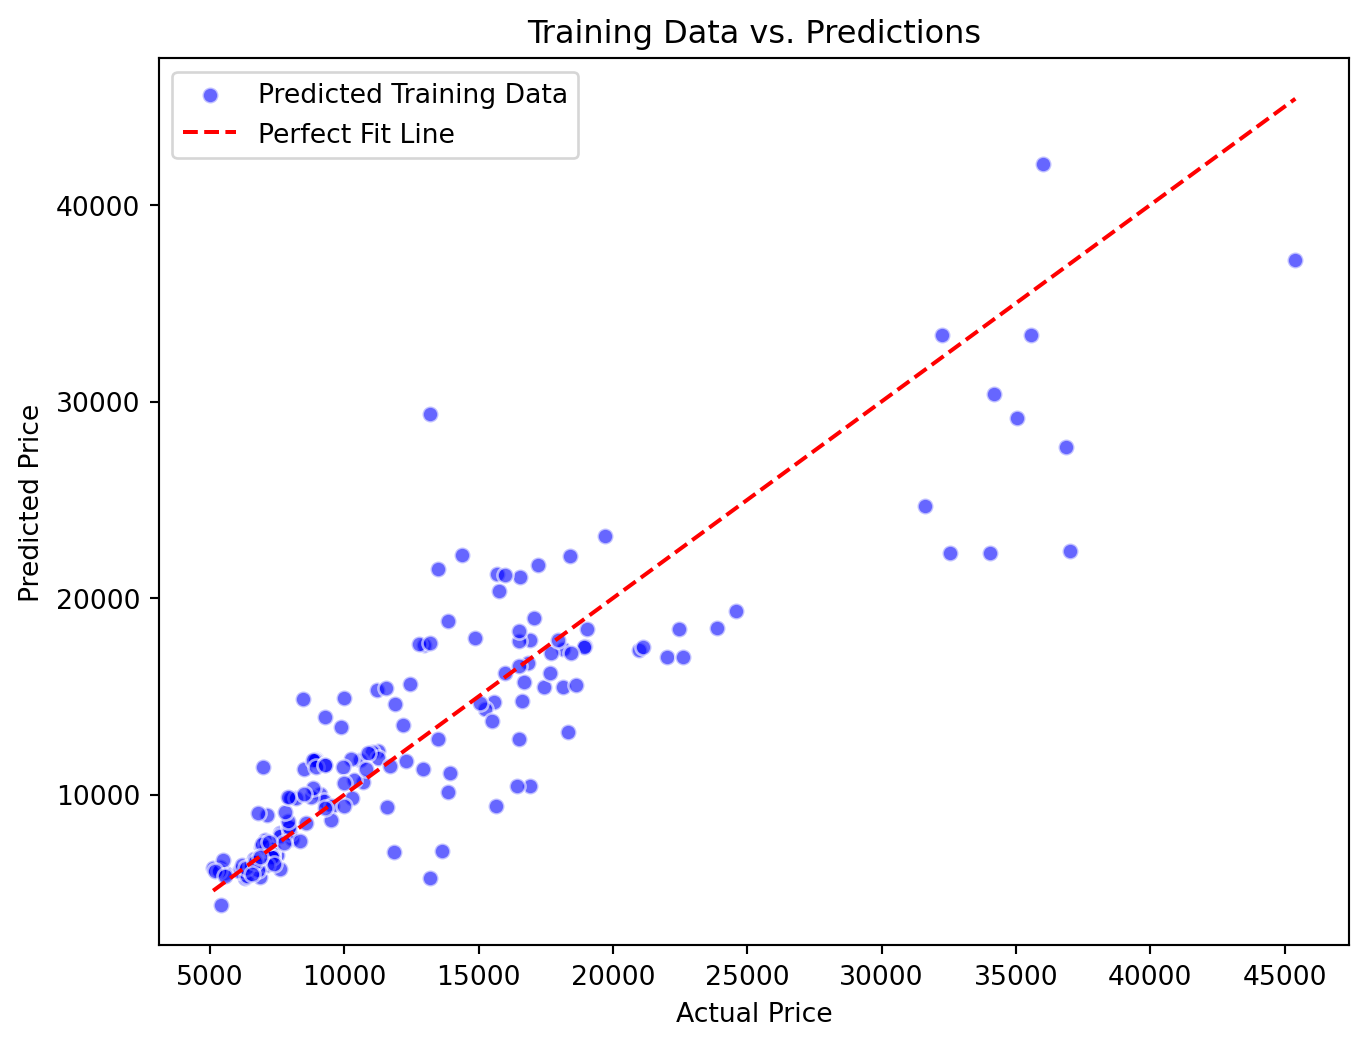 Training Data vs. Predictions
Predicted Training Data
Perfect Fit Line
Predicted Price
40000
30000
20000
10000
5000 10000 15000 20000 25000 30000 35000 40000 45000
Actual Price